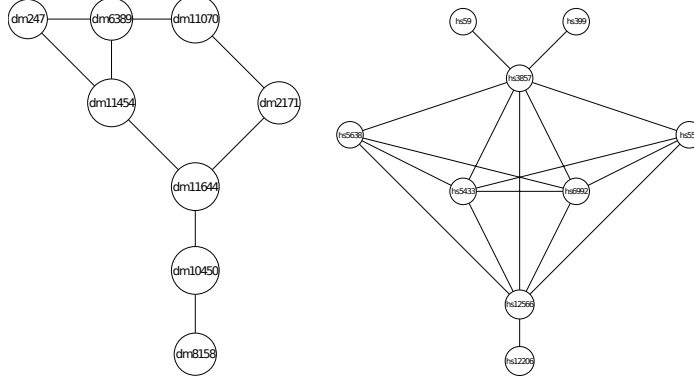 dm247
dm6389
dm11070
dm11454
dm2171
dm11644
dm10450
dm8158
hs59
hs399
hs3857
hs5638
hs5433
hs6992
hs12566
hs12206